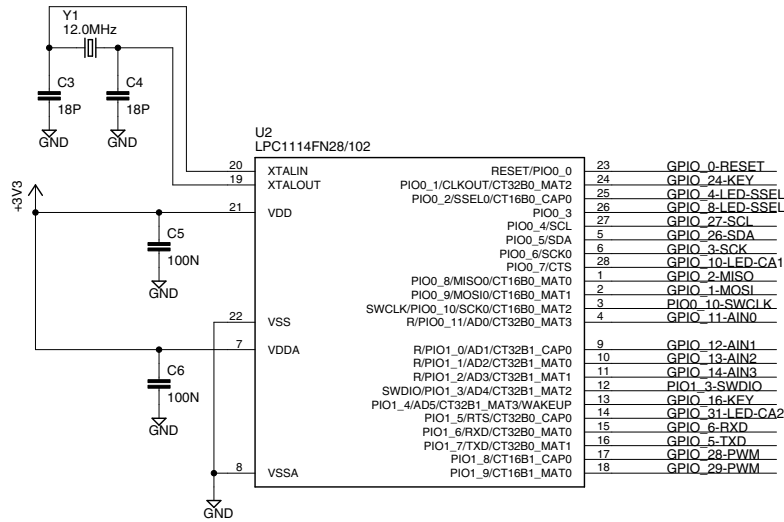 Y1
12.0MHz
C3
18P
GND
C4
18P
GND
U2
LPC1114FN28/102
+3V3
20 XTALIN
19 XTALOUT
21 VDD
C5
100N
GND
22 VSS
7 VDDA
C6
100N
GND
8 VSSA
GND
RESET/PIO0_0 23 GPIO_0-RESET
PIO0_1/CLKOUT/CT32B0_MAT2 24 GPIO_24-KEY
PIO0_2/SSEL0/CT16B0_CAP0 25 GPIO_4-LED-SSEL
PIO0_3 26 GPIO_8-LED-SSEL
PIO0_4/SCL 27 GPIO_27-SCL
PIO0_5/SDA 5 GPIO_26-SDA
PIO0_6/SCK0 6 GPIO_3-SCK
PIO0_7/CTS 28 GPIO_10-LED-CA1
PIO0_8/MISO0/CT16B0_MAT0 1 GPIO_2-MISO
PIO0_9/MOSI0/CT16B0_MAT1 2 GPIO_1-MOSI
SWCLK/PIO0_10/SCK0/CT16B0_MAT2 3 PIO0_10-SWCLK
R/PIO0_11/AD0/CT32B0_MAT3 4 GPIO_11-AIN0
R/PIO1_0/AD1/CT32B1_CAP0 9 GPIO_12-AIN1
R/PIO1_1/AD2/CT32B1_MAT0 10 GPIO_13-AIN2
R/PIO1_2/AD3/CT32B1_MAT1 11 GPIO_14-AIN3
SWDIO/PIO1_3/AD4/CT32B1_MAT2 12 PIO1_3-SWDIO
PIO1_4/AD5/CT32B1_MAT3/WAKEUP 13 GPIO_16-KEY
PIO1_5/RTS/CT32B0_CAP0 14 GPIO_31-LED-CA2
PIO1_6/RXD/CT32B0_MAT0 15 GPIO_6-RXD
PIO1_7/TXD/CT32B0_MAT1 16 GPIO_5-TXD
PIO1_8/CT16B1_CAP0 17 GPIO_28-PWM
PIO1_9/CT16B1_MAT0 18 GPIO_29-PWM